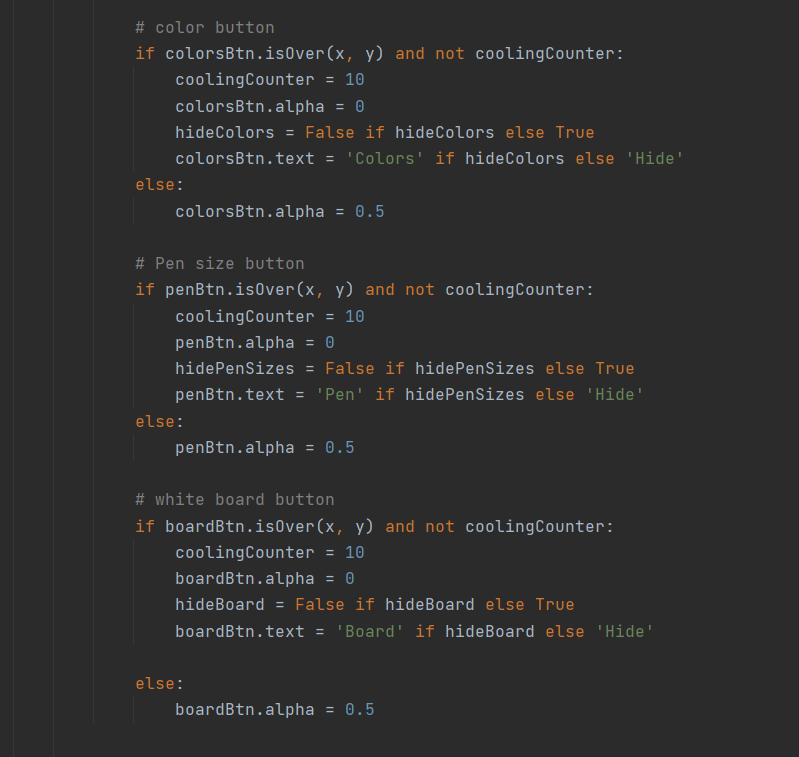 # color button
if colorsBtn.isOver(x, y) and not coolingCounter:
    coolingCounter = 10
    colorsBtn.alpha = 0
    hideColors = False if hideColors else True
    colorsBtn.text = 'Colors' if hideColors else 'Hide'
else:
    colorsBtn.alpha = 0.5

# Pen size button
if penBtn.isOver(x, y) and not coolingCounter:
    coolingCounter = 10
    penBtn.alpha = 0
    hidePenSizes = False if hidePenSizes else True
    penBtn.text = 'Pen' if hidePenSizes else 'Hide'
else:
    penBtn.alpha = 0.5

# white board button
if boardBtn.isOver(x, y) and not coolingCounter:
    coolingCounter = 10
    boardBtn.alpha = 0
    hideBoard = False if hideBoard else True
    boardBtn.text = 'Board' if hideBoard else 'Hide'

else:
    boardBtn.alpha = 0.5